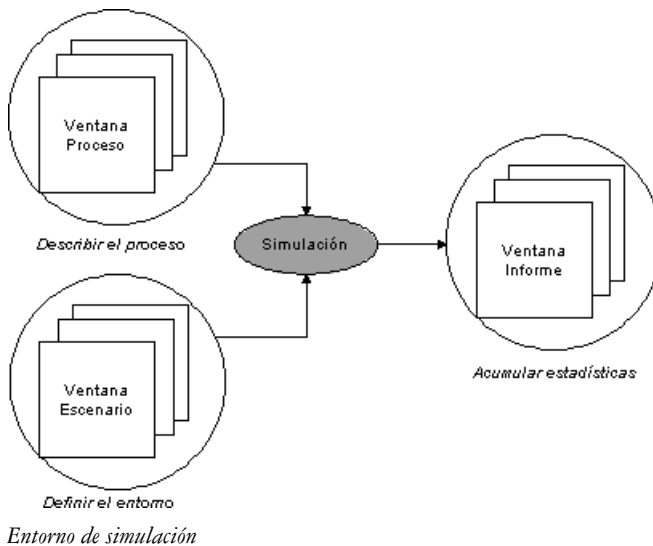 Ventana
Proceso
Describir el proceso
Simulación
Ventana
Informe
Acumular estadísticas
Ventana
Escenario
Definir el entorno
Entorno de simulación